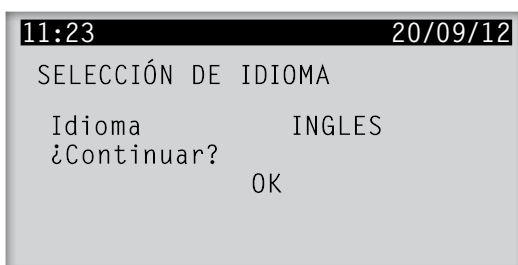 11:23 20/09/12
SELECCIÓN DE IDIOMA
Idioma INGLES
¿Continuar?
OK